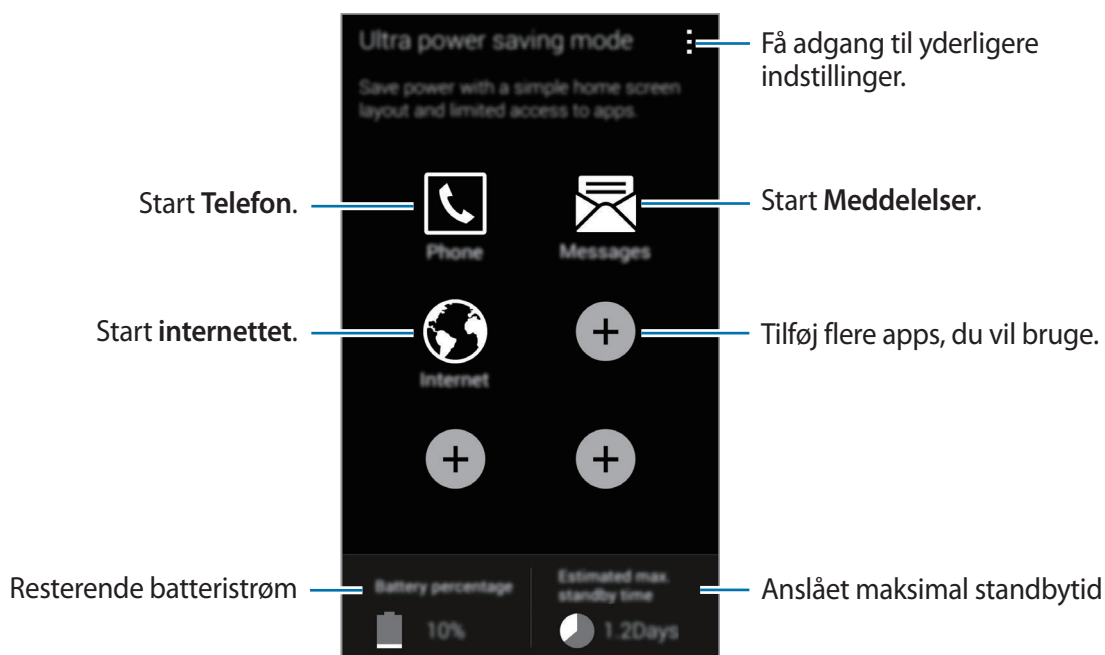 Ultra power saving mode
Få adgang til yderligere
indstillinger.
Save power with a simple home screen
layout and limited access to apps.
Start Telefon.
Start Meddelelser.
Phone
Messages
Start internettet.
Tilføj flere apps, du vil bruge.
Internet
Resterende batteristrøm
Battery percentage
10%
Estimated max.
standby time
1.2Days
Anslået maksimal standbytid